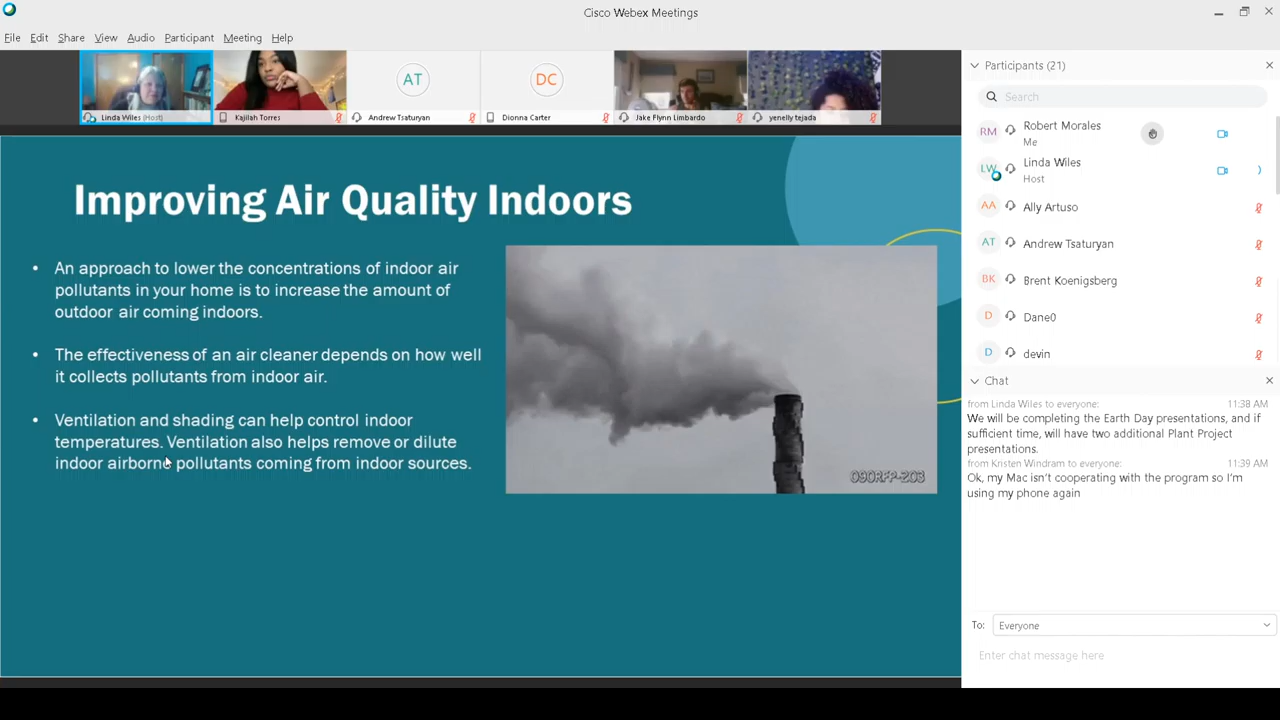 Cisco Webex Meetings
File Edit Share View Audio Participant Meeting Help
AT
DC
Linda Wiles (Host)
Kajilah Torres
Andrew Tsaturyan
Dionna Carter
Jake Flynn Limbardo
yenelly tejada
Improving Air Quality Indoors
• An approach to lower the concentrations of indoor air
pollutants in your home is to increase the amount of
outdoor air coming indoors.
• The effectiveness of an air cleaner depends on how well
it collects pollutants from indoor air.
• Ventilation and shading can help control indoor
temperatures. Ventilation also helps remove or dilute
indoor airborne pollutants coming from indoor sources.
090RFP-203
Participants (21)
Search
RM Robert Morales
Me
LW Linda Wiles
Host
AA Ally Artuso
AT Andrew Tsaturyan
BK Brent Koenigsberg
D Dane0
D devin
Chat
from Linda Wiles to everyone: 11:38 AM
We will be completing the Earth Day presentations, and if
sufficient time, will have two additional Plant Project
presentations.
from Kristen Windram to everyone: 11:39 AM
Ok, my Mac isn't cooperating with the program so I'm
using my phone again
To: Everyone
Enter chat message here